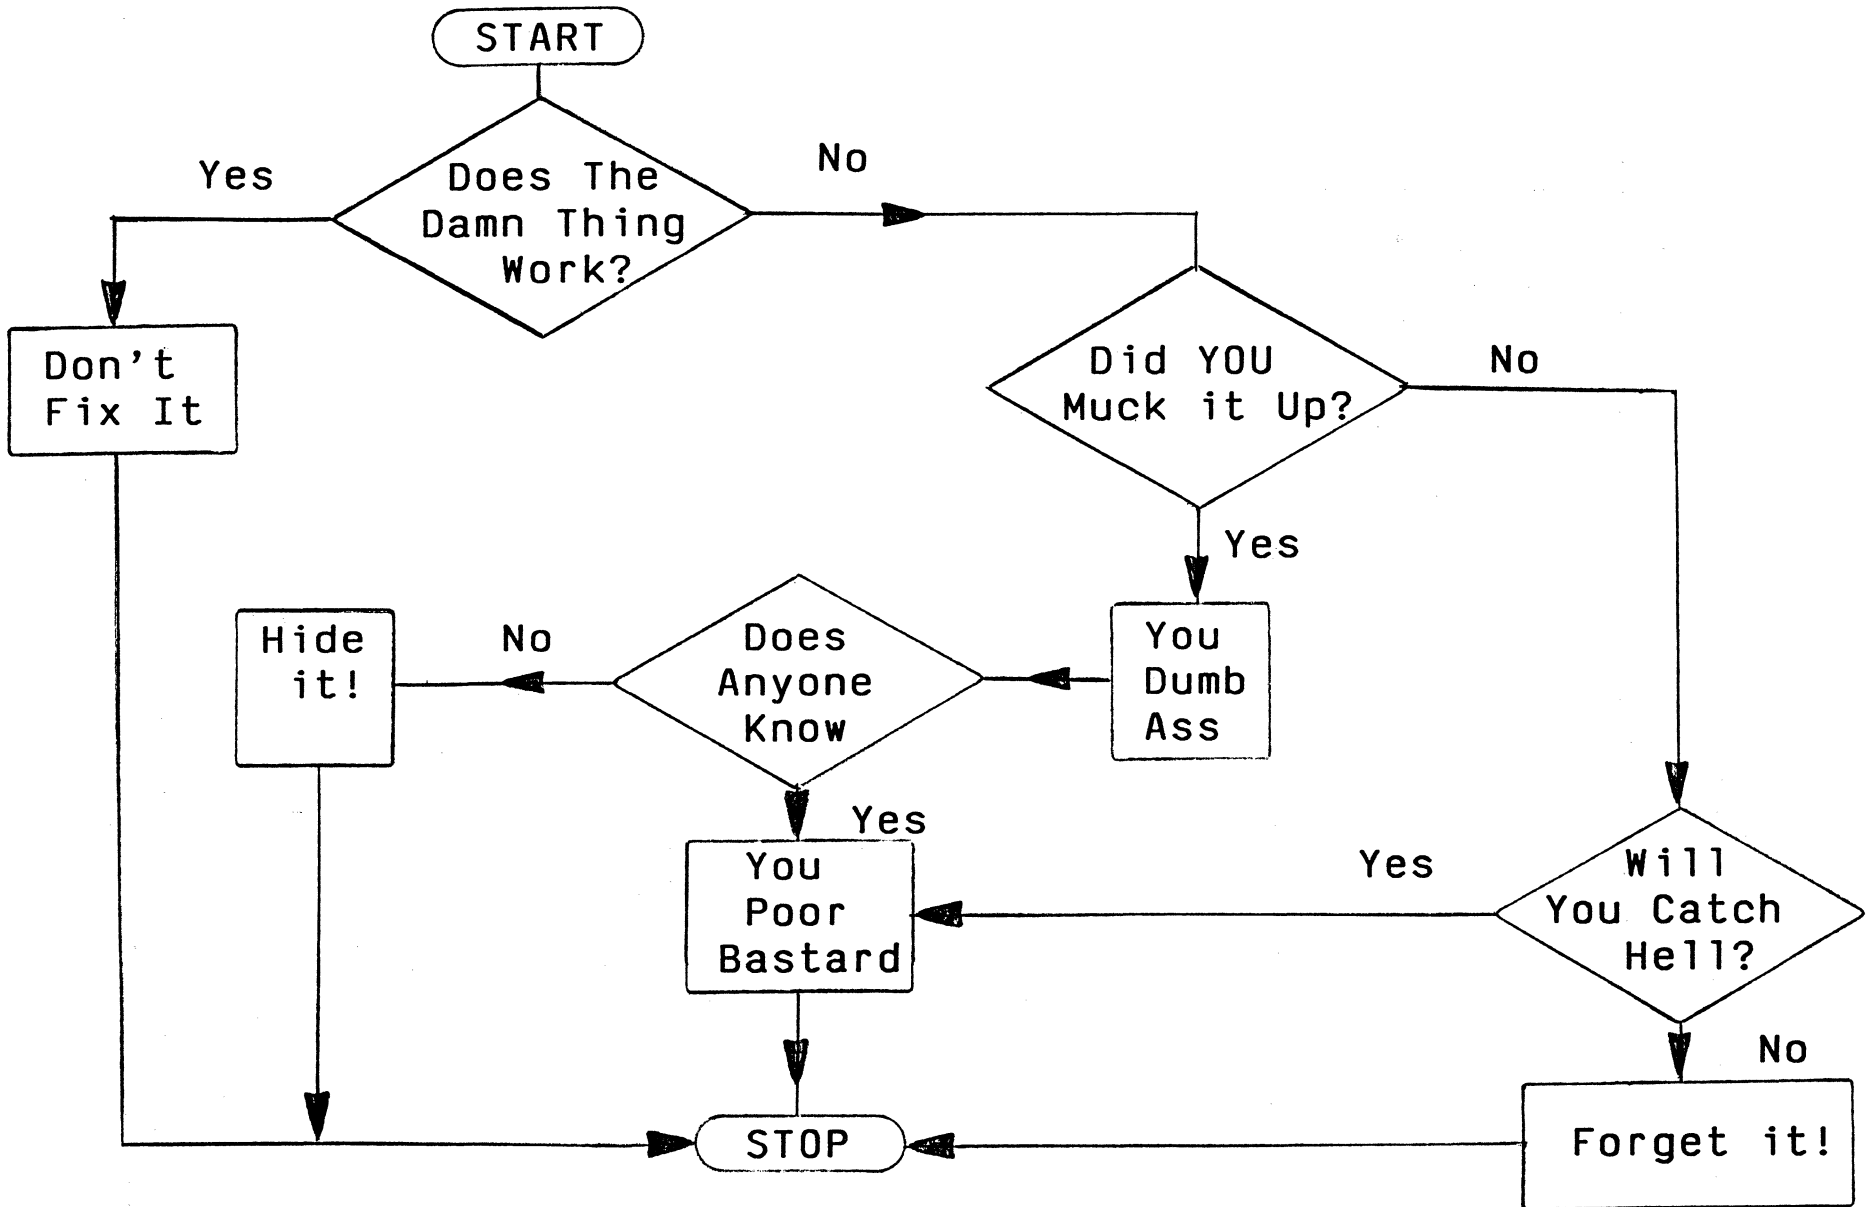 START
Does The
Damn Thing
Work?
Yes
No
Don't
Fix It
Did YOU
Muck it Up?
No
Yes
You
Dumb
Ass
Does
Anyone
Know
No
Hide
it!
Yes
You
Poor
Bastard
Will
You Catch
Hell?
Yes
No
Forget it!
STOP